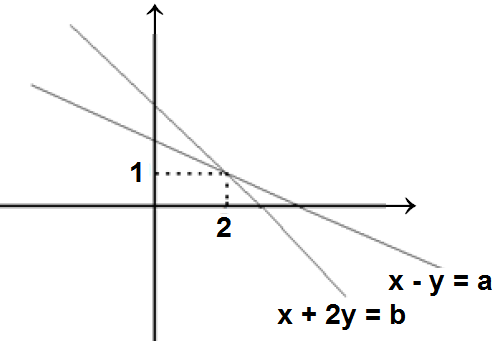 1
2
x - y = a
x + 2y = b